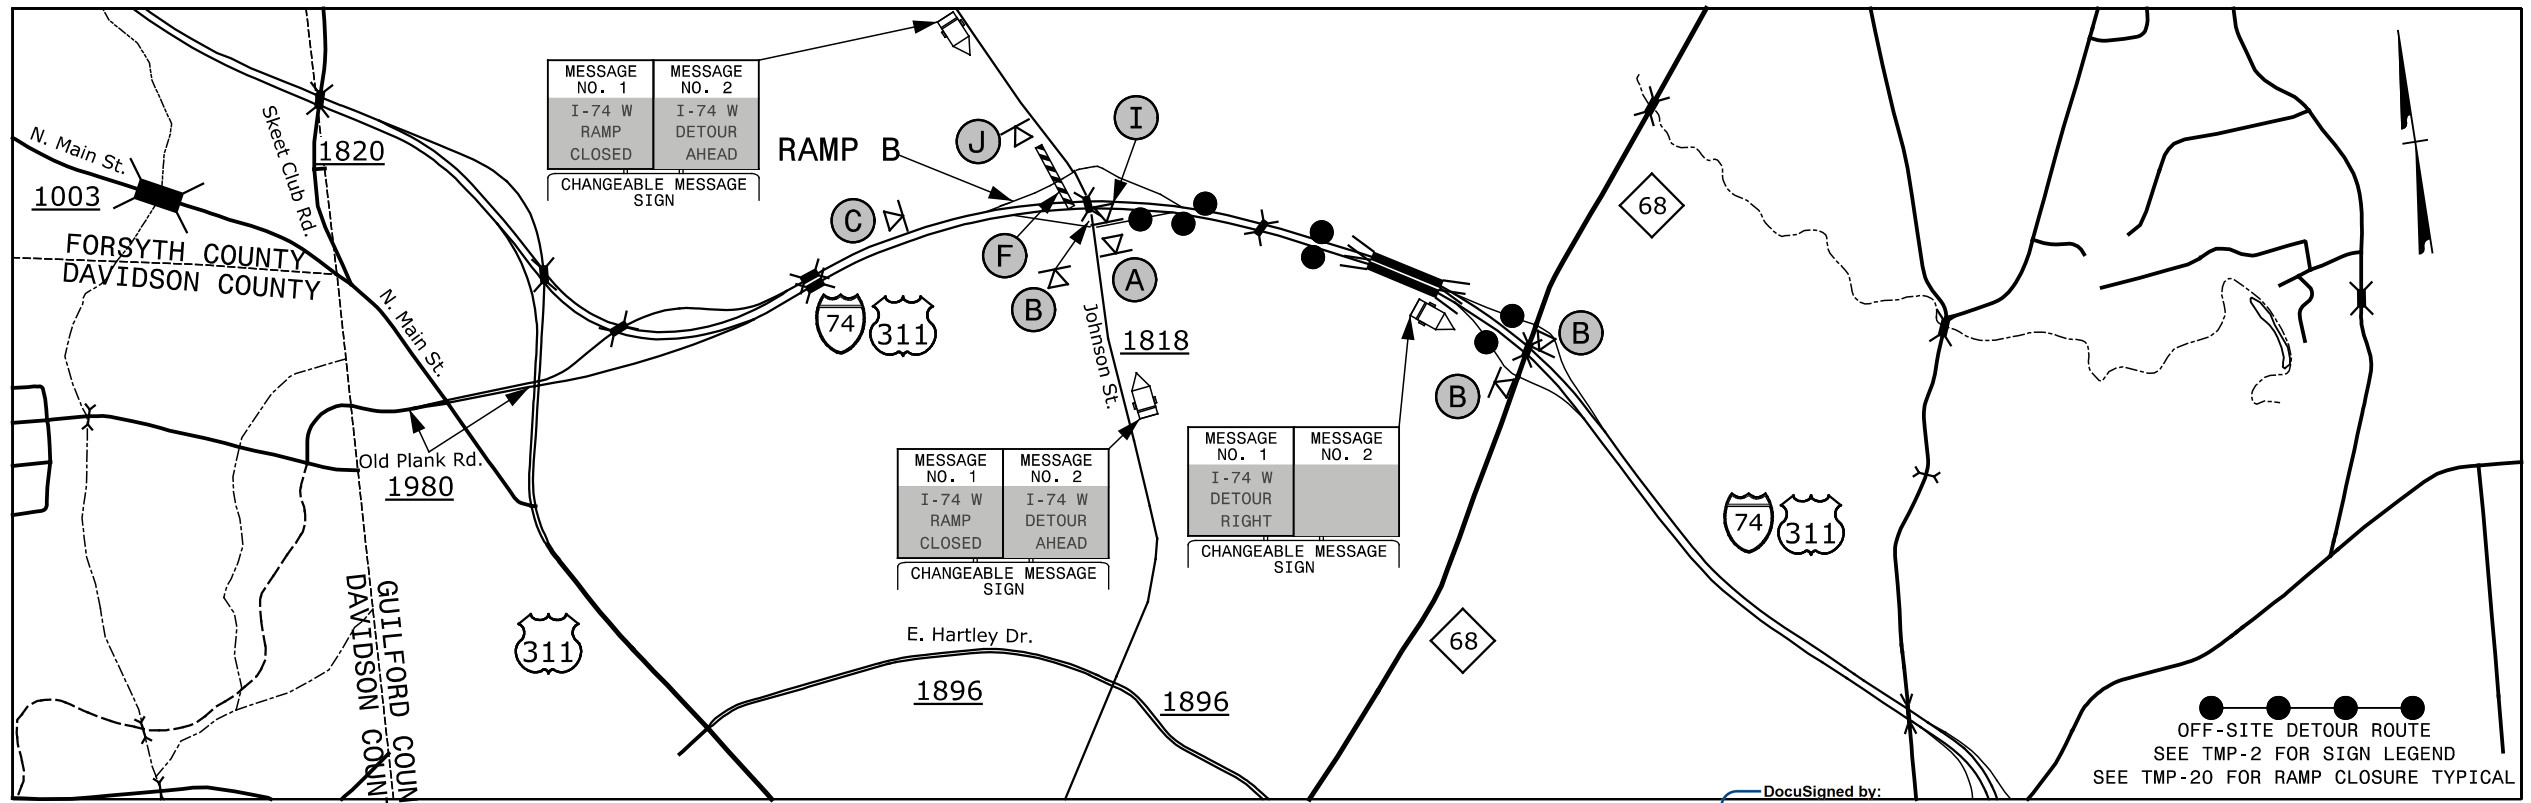 MESSAGE NO. 1
MESSAGE NO. 2
I-74 W
RAMP
CLOSED
I-74 W
DETOUR
AHEAD
CHANGEABLE MESSAGE
SIGN
RAMP B
J
I
C
F
B
A
B
B
N. Main St.
1003
Skeet Club Rd.
1820
FORSYTH COUNTY
DAVIDSON COUNTY
N. Main St.
74
311
Johnson St.
1818
68
Old Plank Rd.
1980
MESSAGE NO. 1
MESSAGE NO. 2
I-74 W
RAMP
CLOSED
I-74 W
DETOUR
AHEAD
CHANGEABLE MESSAGE
SIGN
MESSAGE NO. 1
MESSAGE NO. 2
I-74 W
DETOUR
RIGHT
CHANGEABLE MESSAGE
SIGN
74
311
GUILFORD COUN
DAVIDSON COUN
311
E. Hartley Dr.
1896
1896
68
OFF-SITE DETOUR ROUTE
SEE TMP-2 FOR SIGN LEGEND
SEE TMP-20 FOR RAMP CLOSURE TYPICAL
DocuSigned by: